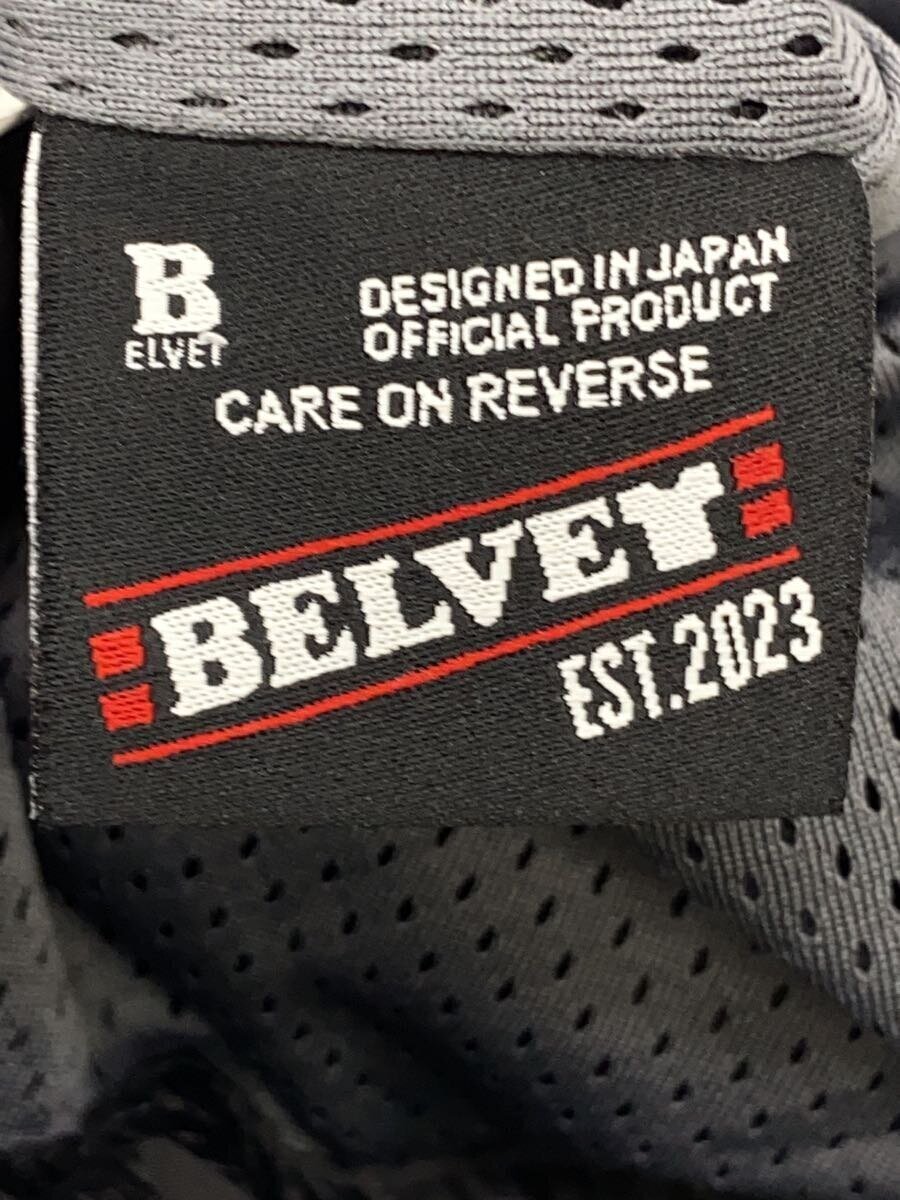 B
ELVET
DESIGNED IN JAPAN
OFFICIAL PRODUCT
CARE ON REVERSE
BELVET
EST.2023